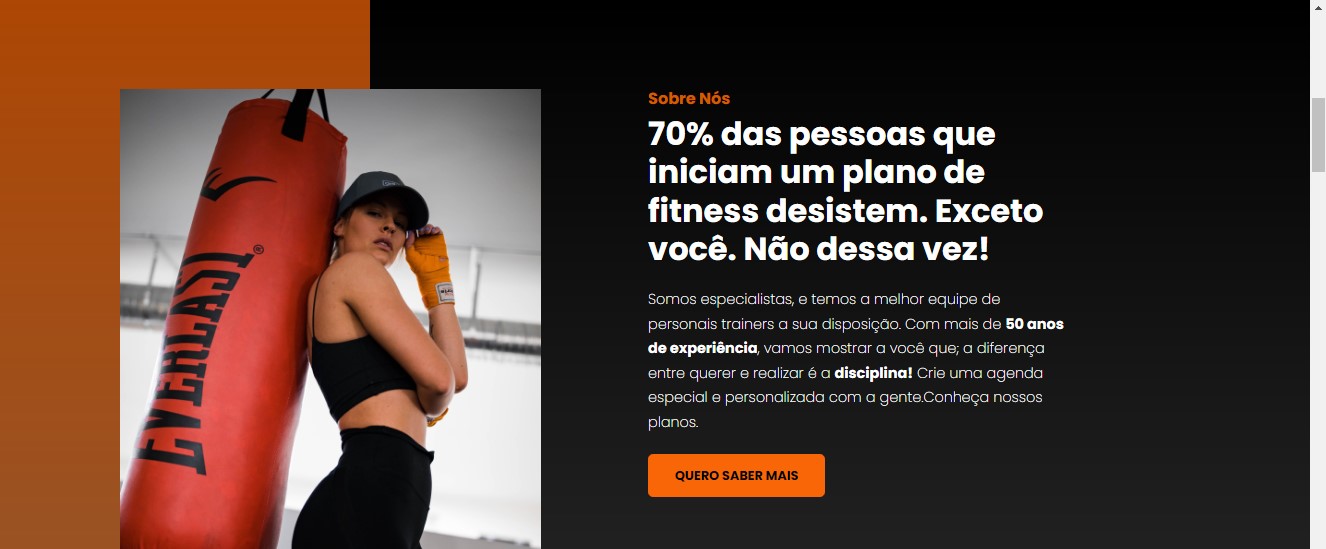 Sobre Nós
70% das pessoas que
iniciam um plano de
fitness desistem. Exceto
você. Não dessa vez!
Somos especialistas, e temos a melhor equipe de
personais trainers a sua disposição. Com mais de 50 anos
de experiência, vamos mostrar a você que; a diferença
entre querer e realizar é a disciplina! Crie uma agenda
especial e personalizada com a gente.Conheça nossos
planos.
QUERO SABER MAIS
EVERLAST®